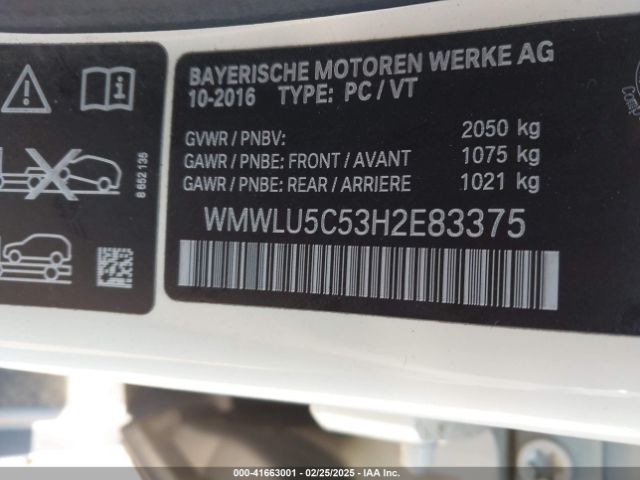 BAYERISCHE MOTOREN WERKE AG
10-2016 TYPE: PC / VT
GVWR / PNBV: 2050 kg
GAWR / PNBE: FRONT / AVANT 1075 kg
GAWR / PNBE: REAR / ARRIERE 1021 kg
WMWLU5C53H2E83375
8 652 135
000-41663001 - 02/25/2025 - IAA Inc.